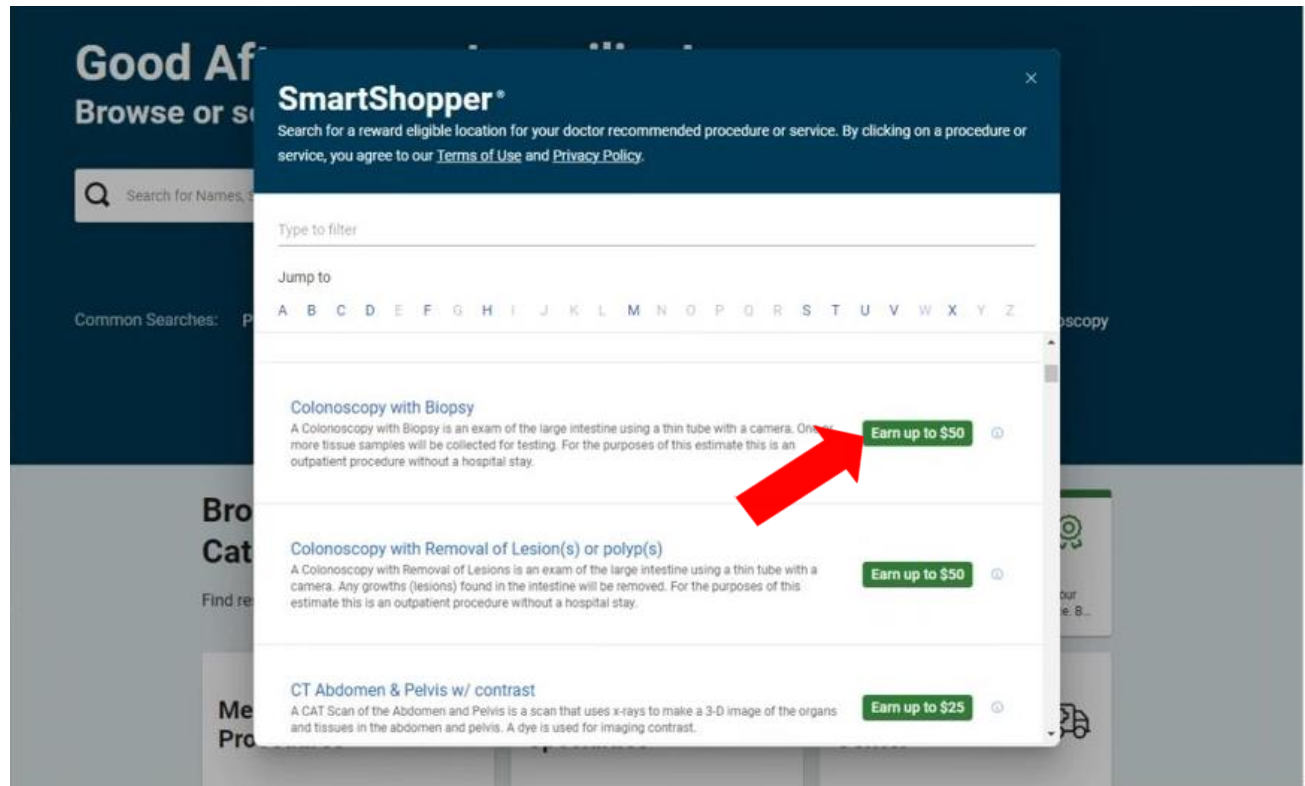 Good Af
Browse or s
Search for Names, S
Common Searches: P
oscopy
SmartShopper®
Search for a reward eligible location for your doctor recommended procedure or service. By clicking on a procedure or
service, you agree to our Terms of Use and Privacy Policy.
Type to filter
Jump to
A B C D E F G H I J K L M N O P Q R S T U V W X Y Z
Colonoscopy with Biopsy
A Colonoscopy with Biopsy is an exam of the large intestine using a thin tube with a camera. One or
more tissue samples will be collected for testing. For the purposes of this estimate this is an
outpatient procedure without a hospital stay.
Earn up to $50
Colonoscopy with Removal of Lesion(s) or polyp(s)
A Colonoscopy with Removal of Lesions is an exam of the large intestine using a thin tube with a
camera. Any growths (lesions) found in the intestine will be removed. For the purposes of this
estimate this is an outpatient procedure without a hospital stay.
Earn up to $50
CT Abdomen & Pelvis w/ contrast
A CAT Scan of the Abdomen and Pelvis is a scan that uses x-rays to make a 3-D image of the organs
and tissues in the abdomen and pelvis. A dye is used for imaging contrast.
Earn up to $25
Bro
Cat
Find re
our
e. B...
Me
Pro